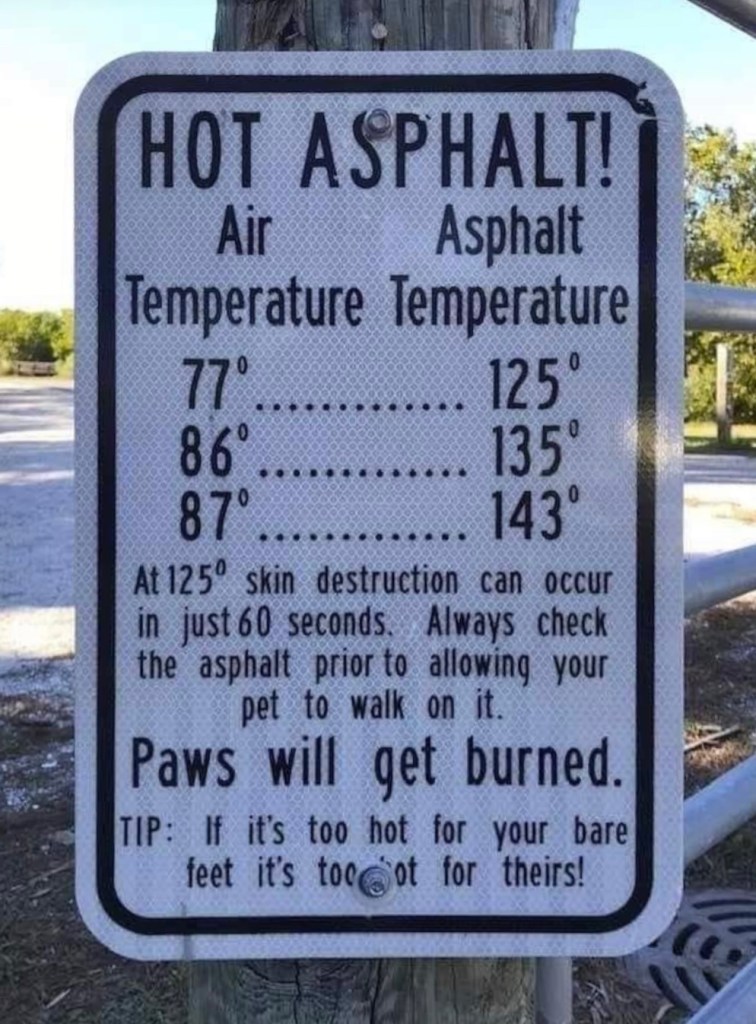 HOT ASPHALT!
Air Asphalt
Temperature Temperature
77°............. 125°
86°............. 135°
87°............. 143°
At 125° skin destruction can occur
in just 60 seconds. Always check
the asphalt prior to allowing your
pet to walk on it.
Paws will get burned.
TIP: If it's too hot for your bare
feet it's too hot for theirs!